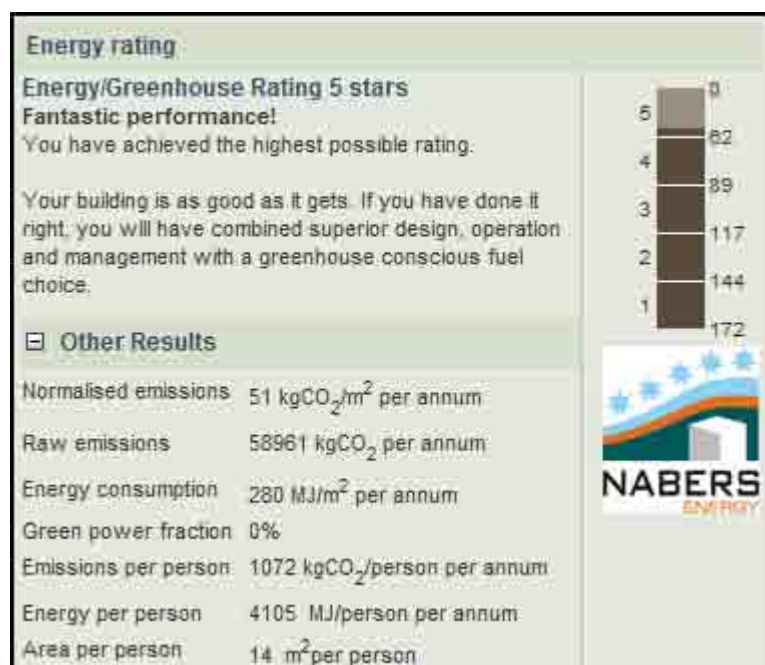 Energy rating
Energy/Greenhouse Rating 5 stars
Fantastic performance!
You have achieved the highest possible rating.
Your building is as good as it gets. If you have done it
right, you will have combined superior design, operation
and management with a greenhouse conscious fuel
choice.
0
5
62
4
89
3
117
2
144
1
172
⊟ Other Results
Normalised emissions 51 kgCO₂/m² per annum
Raw emissions 58961 kgCO₂ per annum
Energy consumption 280 MJ/m² per annum
Green power fraction 0%
Emissions per person 1072 kgCO₂/person per annum
Energy per person 4105 MJ/person per annum
Area per person 14 m²per person
NABERS
ENERGY